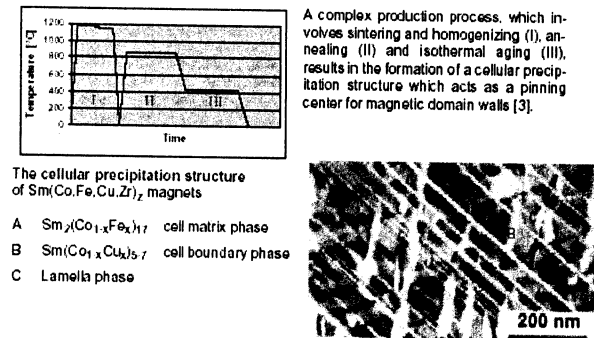 1200
1000
800
600
400
200
0
Temperature [°C]
I
II
III
Time
A complex production process, which in-
volves sintering and homogenizing (I), an-
nealing (II) and isothermal aging (III),
results in the formation of a cellular precip-
itation structure which acts as a pinning
center for magnetic domain walls [3].
The cellular precipitation structure
of Sm(Co,Fe,Cu,Zr)z magnets
A Sm2(Co1-xFex)17 cell matrix phase
B Sm(Co1-xCux)5-7 cell boundary phase
C Lamella phase
B
200 nm